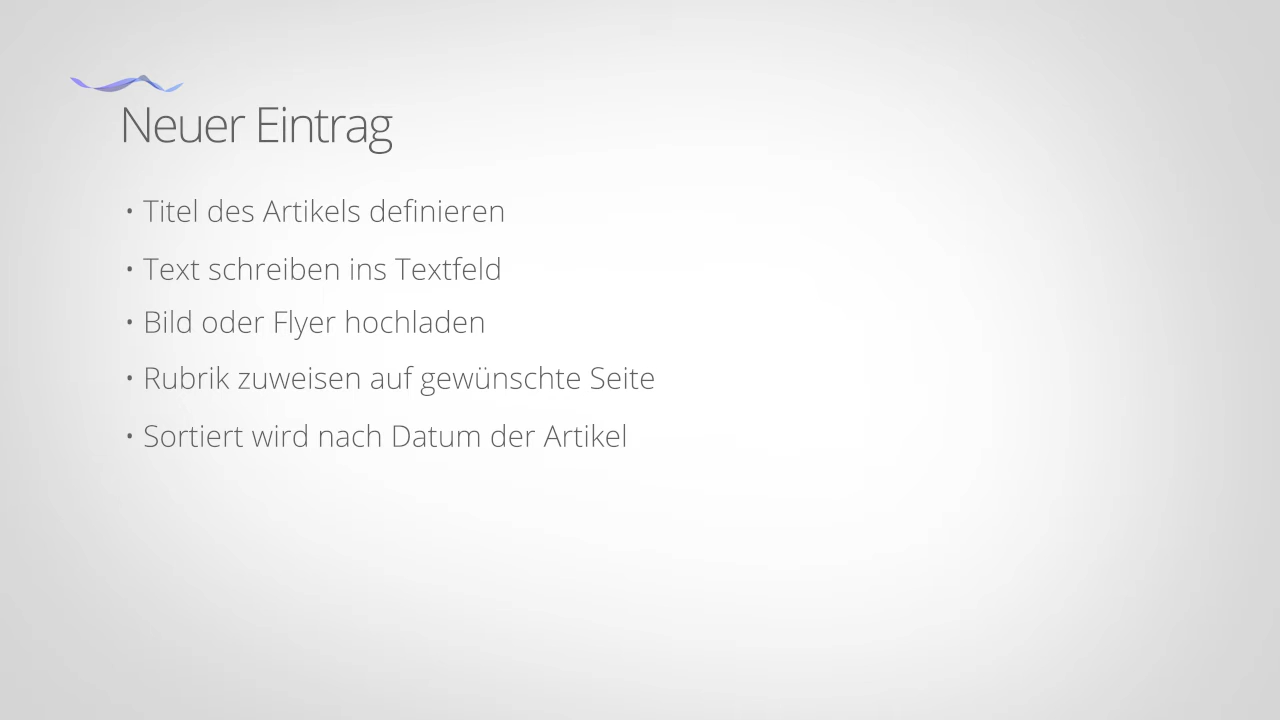 Neuer Eintrag
• Titel des Artikels definieren
• Text schreiben ins Textfeld
• Bild oder Flyer hochladen
• Rubrik zuweisen auf gewünschte Seite
• Sortiert wird nach Datum der Artikel